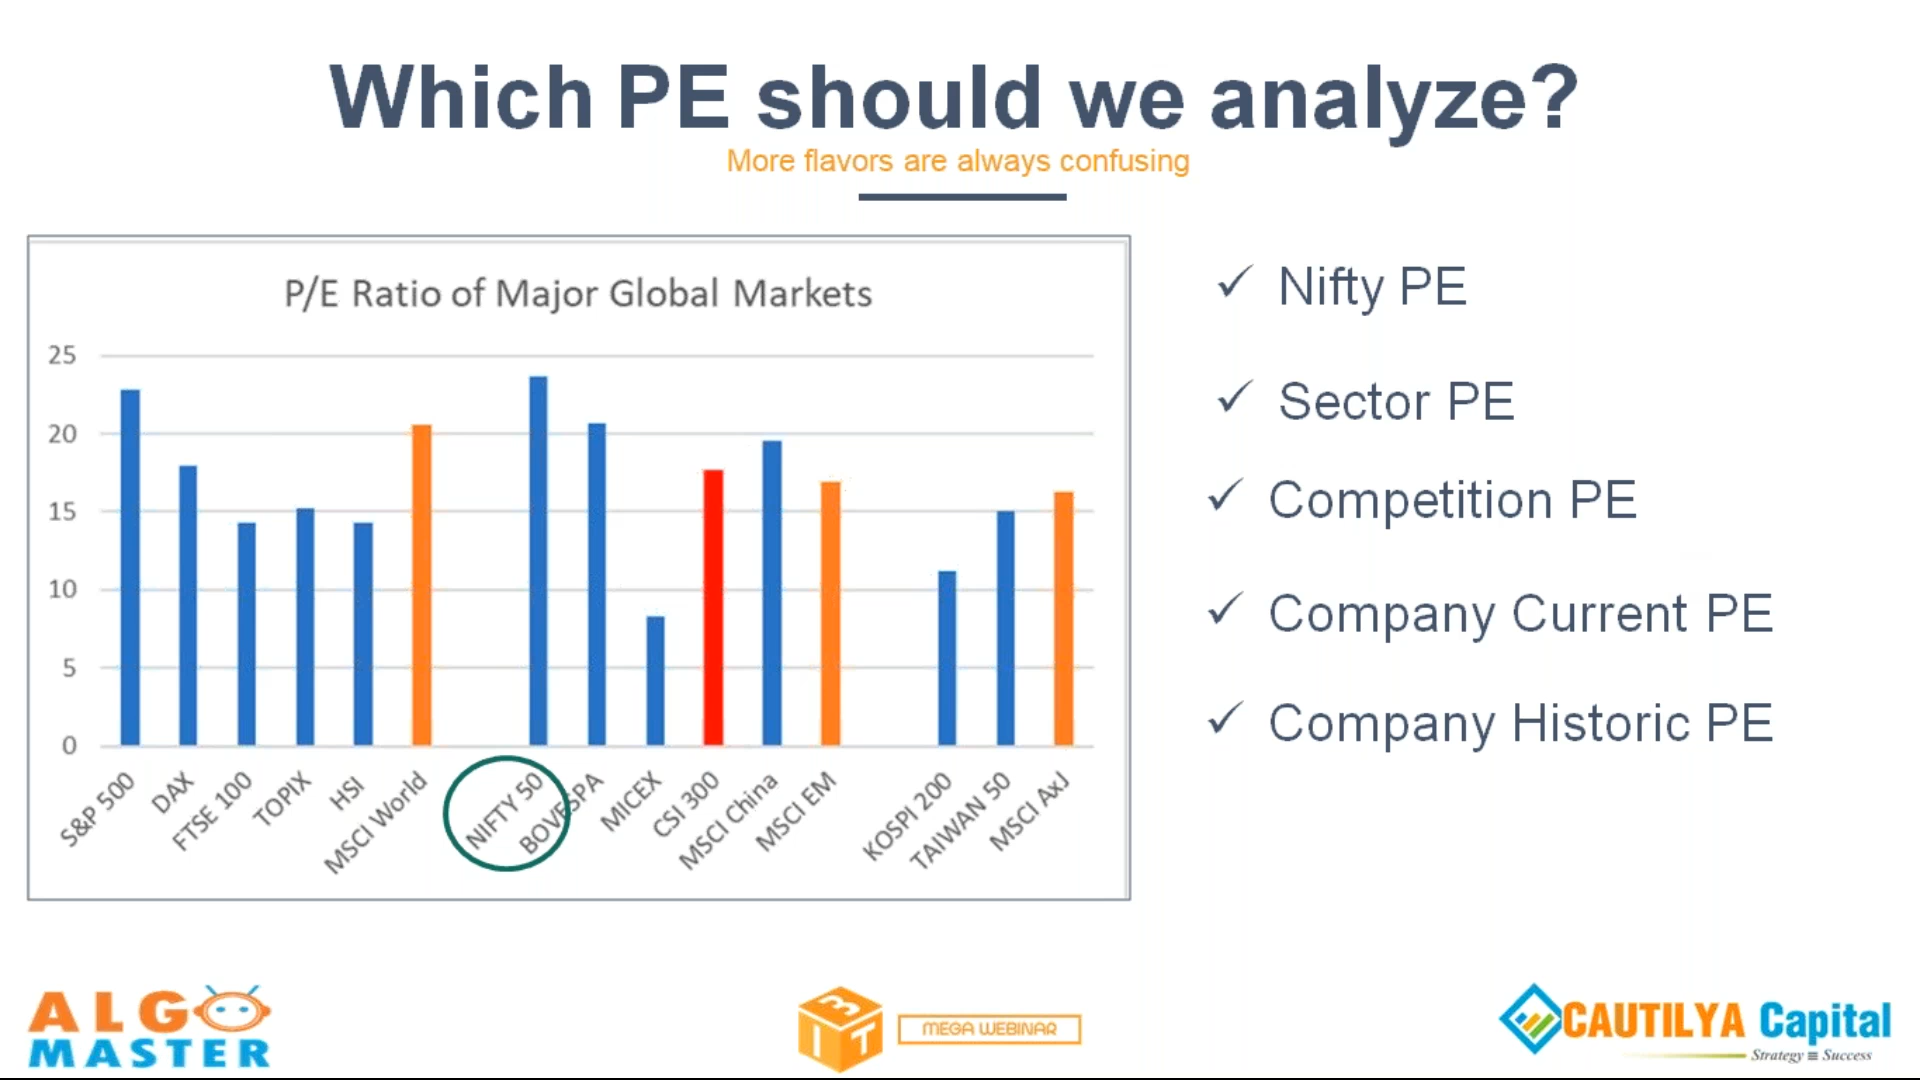 Which PE should we analyze?
More flavors are always confusing
P/E Ratio of Major Global Markets
25
20
15
10
5
0
S&P 500
DAX
FTSE 100
TOPIX
HSI
MSCI World
NIFTY 50
BOVESPA
MICEX
CSI 300
MSCI China
MSCI EM
KOSPI 200
TAIWAN 50
MSCI AxJ
✓ Nifty PE
✓ Sector PE
✓ Competition PE
✓ Company Current PE
✓ Company Historic PE
ALGO
MASTER
3
IT
MEGA WEBINAR
CAUTILYA Capital
Strategy ≡ Success